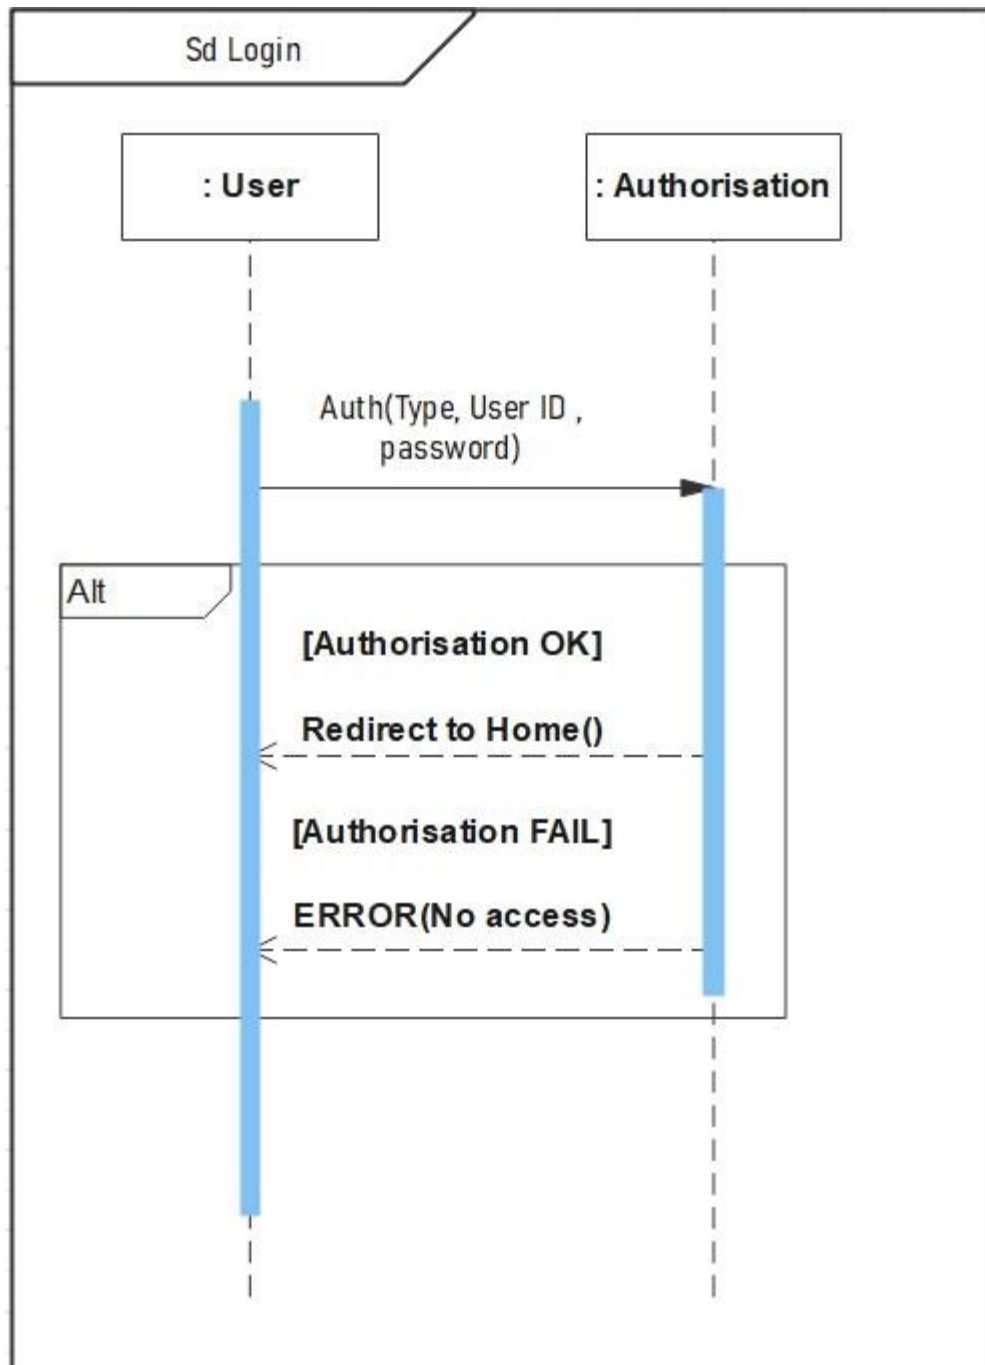 Sd Login
: User
: Authorisation
Auth(Type, User ID ,
password)
Alt
[Authorisation OK]
Redirect to Home()
[Authorisation FAIL]
ERROR(No access)